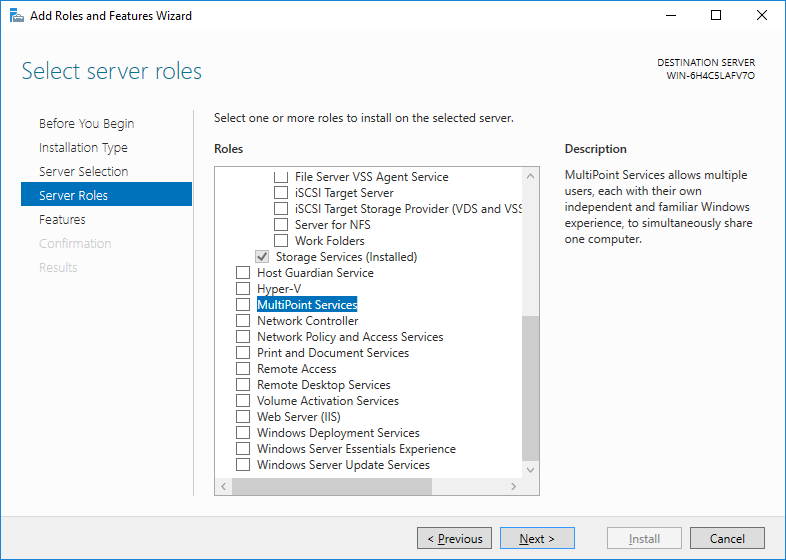 Add Roles and Features Wizard
Select server roles
DESTINATION SERVER
WIN-6H4C5LAFV7O
Before You Begin
Installation Type
Server Selection
Server Roles
Features
Confirmation
Results
Select one or more roles to install on the selected server.
Roles
File Server VSS Agent Service
iSCSI Target Server
iSCSI Target Storage Provider (VDS and VSS
Server for NFS
Work Folders
Storage Services (Installed)
Host Guardian Service
Hyper-V
MultiPoint Services
Network Controller
Network Policy and Access Services
Print and Document Services
Remote Access
Remote Desktop Services
Volume Activation Services
Web Server (IIS)
Windows Deployment Services
Windows Server Essentials Experience
Windows Server Update Services
Description
MultiPoint Services allows multiple
users, each with their own
independent and familiar Windows
experience, to simultaneously share
one computer.
< Previous
Next >
Install
Cancel